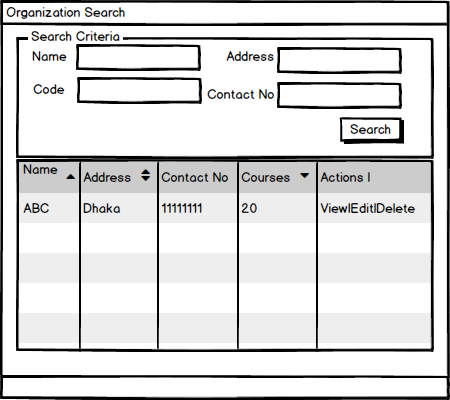 Organization Search
Search Criteria
Name
Address
Code
Contact No
Search
Name Address Contact No Courses Actions |
ABC Dhaka 11111111 20 View|Edit|Delete